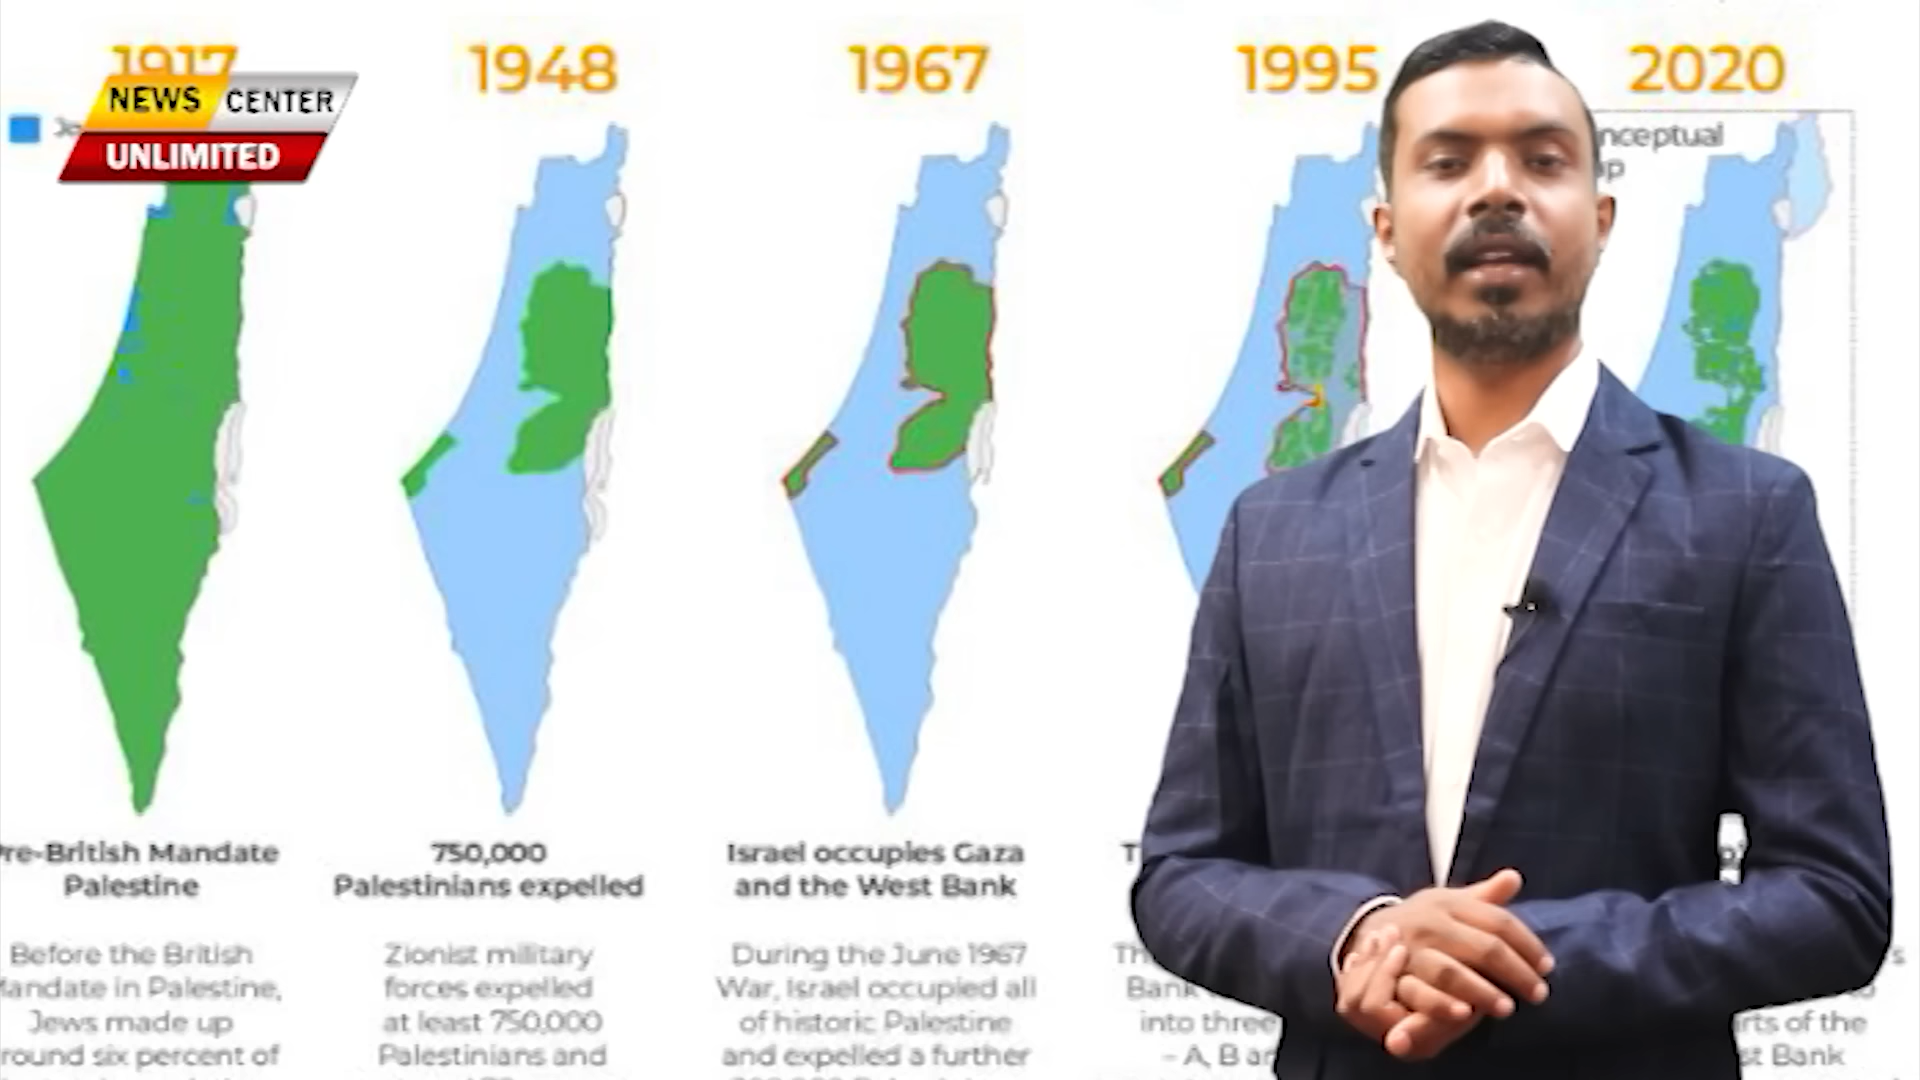 1917
1948
1967
1995
2020
NEWS CENTER
UNLIMITED
nceptual
Pre-British Mandate
Palestine
750,000
Palestinians expelled
Israel occupies Gaza
and the West Bank
Before the British
Mandate in Palestine,
Jews made up
round six percent of
Zionist military
forces expelled
at least 750,000
Palestinians and
During the June 1967
War, Israel occupied all
of historic Palestine
and expelled a further
Bank
into three
– A, B
rts of the
st Bank